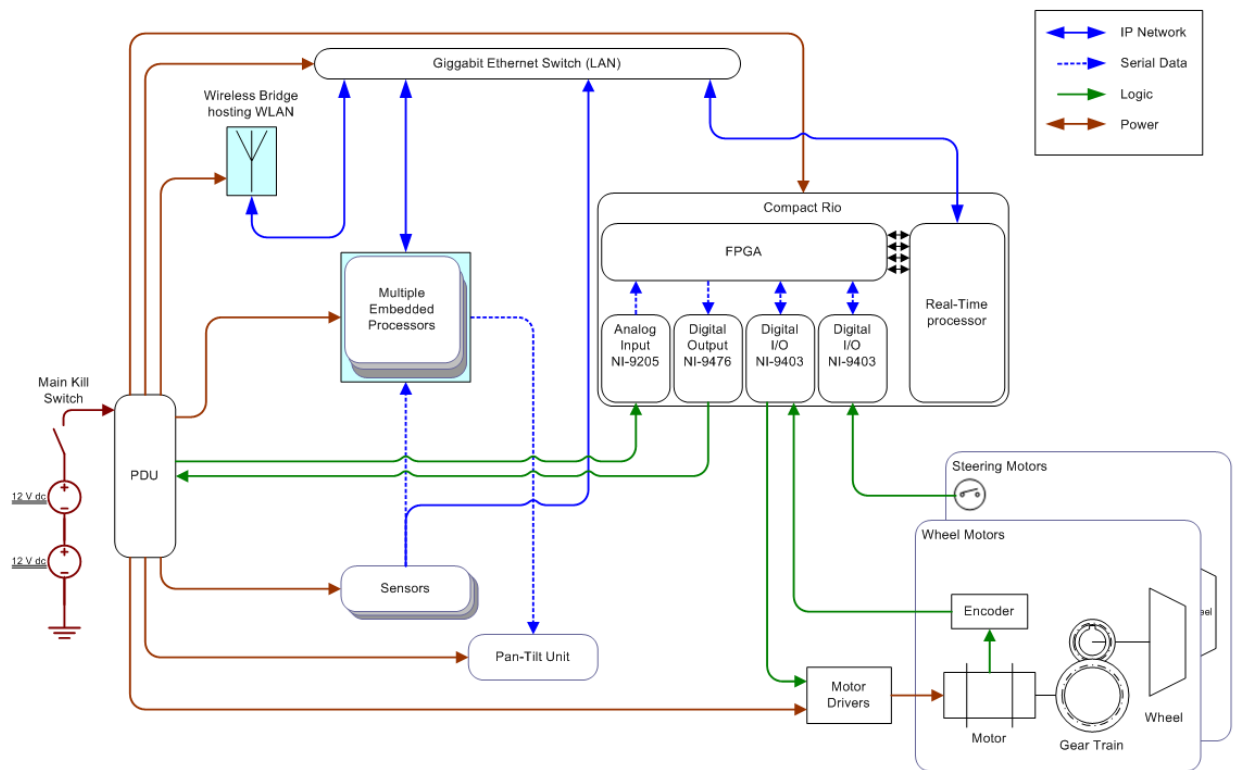 IP Network
Serial Data
Logic
Power
Giggabit Ethernet Switch (LAN)
Wireless Bridge
hosting WLAN
Compact Rio
FPGA
Real-Time
processor
Multiple
Embedded
Processors
Analog
Input
NI-9205
Digital
Output
NI-9476
Digital
I/O
NI-9403
Digital
I/O
NI-9403
Main Kill
Switch
PDU
12 V dc
12 V dc
Steering Motors
Wheel Motors
Sensors
Encoder
eel
Pan-Tilt Unit
Motor
Drivers
Motor
Gear Train
Wheel